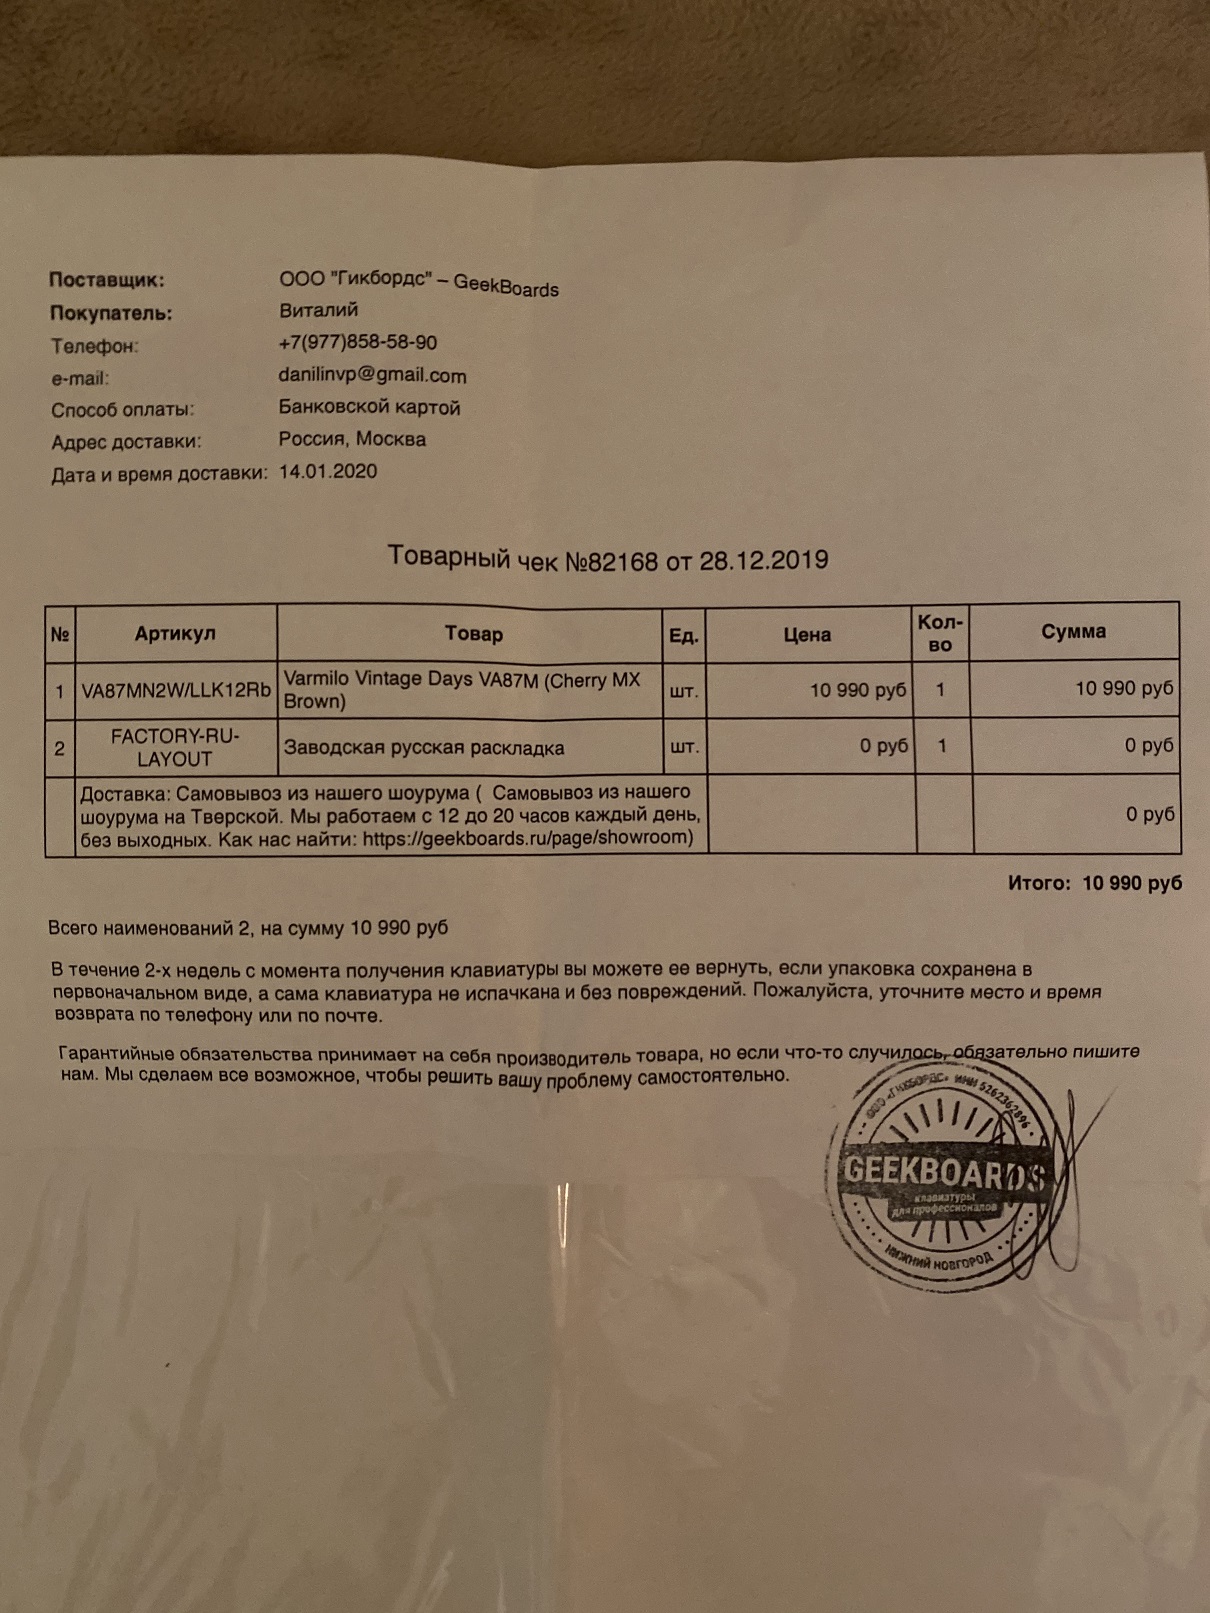 Поставщик: ООО "Гикбордс" – GeekBoards
Покупатель: Виталий
Телефон: +7(977)858-58-90
e-mail: danilinvp@gmail.com
Способ оплаты: Банковской картой
Адрес доставки: Россия, Москва
Дата и время доставки: 14.01.2020
Товарный чек №82168 от 28.12.2019
№ Артикул Товар Ед. Цена Кол-во Сумма
1 VA87MN2W/LLK12Rb Varmilo Vintage Days VA87M (Cherry MX Brown) шт. 10 990 руб 1 10 990 руб
2 FACTORY-RU-LAYOUT Заводская русская раскладка шт. 0 руб 1 0 руб
Доставка: Самовывоз из нашего шоурума ( Самовывоз из нашего
шоурума на Тверской. Мы работаем с 12 до 20 часов каждый день, 0 руб
без выходных. Как нас найти: https://geekboards.ru/page/showroom)
Итого: 10 990 руб
Всего наименований 2, на сумму 10 990 руб
В течение 2-х недель с момента получения клавиатуры вы можете ее вернуть, если упаковка сохранена в
первоначальном виде, а сама клавиатура не испачкана и без повреждений. Пожалуйста, уточните место и время
возврата по телефону или по почте.
Гарантийные обязательства принимает на себя производитель товара, но если что-то случилось, обязательно пишите
нам. Мы сделаем все возможное, чтобы решить вашу проблему самостоятельно.
ООО «ГИКБОРДС» ИНН 5262362896
GEEKBOARDS
клавиатуры
для профессионалов
НИЖНИЙ НОВГОРОД